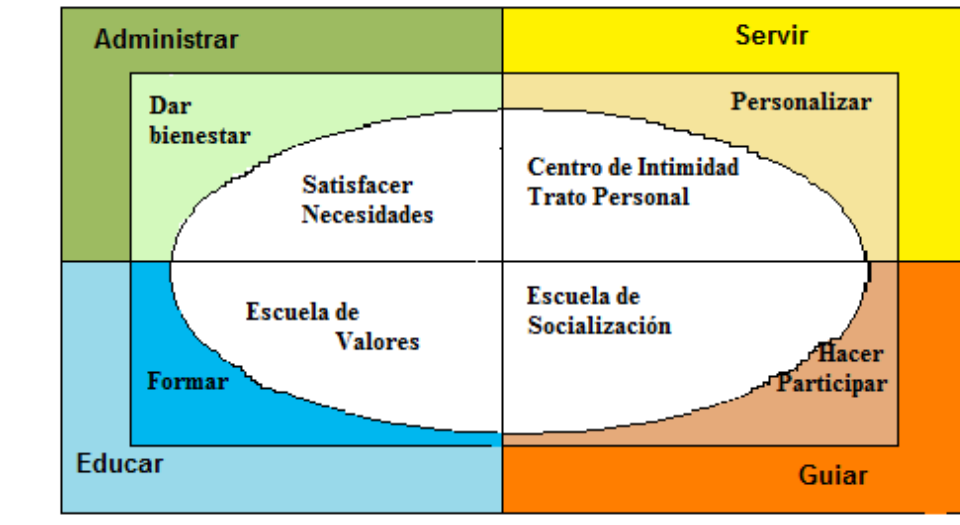 Administrar
Servir
Dar
bienestar
Personalizar
Satisfacer
Necesidades
Centro de Intimidad
Trato Personal
Escuela de
Valores
Escuela de
Socialización
Formar
Hacer
Participar
Educar
Guiar